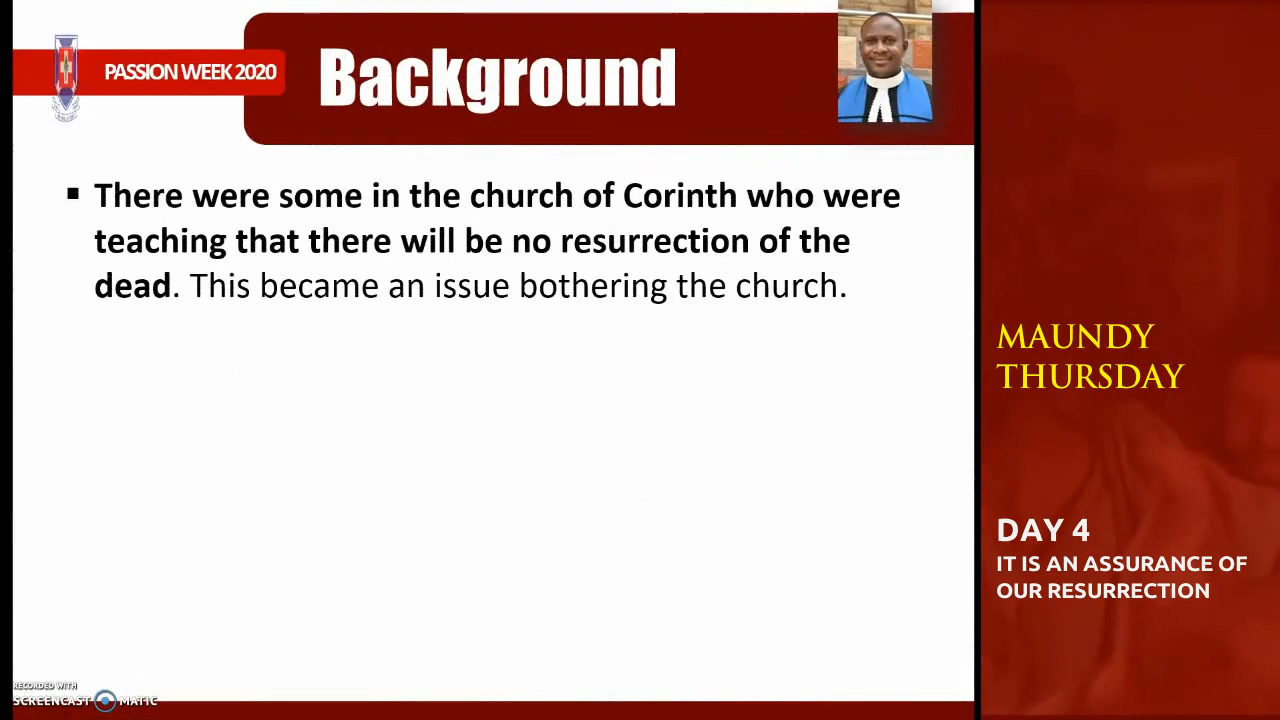 PASSION WEEK 2020
Background
▪ There were some in the church of Corinth who were
teaching that there will be no resurrection of the
dead. This became an issue bothering the church.
MAUNDY
THURSDAY
DAY 4
IT IS AN ASSURANCE OF
OUR RESURRECTION
RECORDED WITH
SCREENCAST MATIC